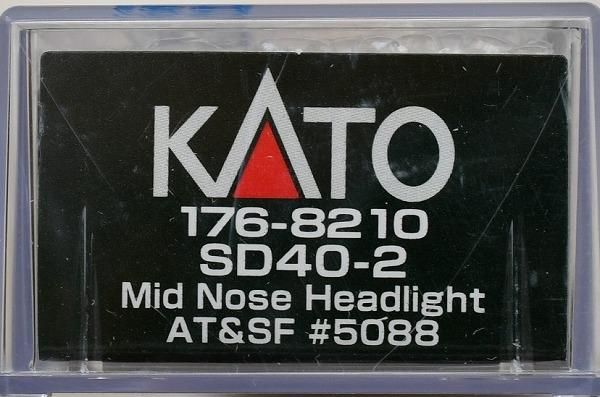 KATO
176-8210
SD40-2
Mid Nose Headlight
AT&SF #5088